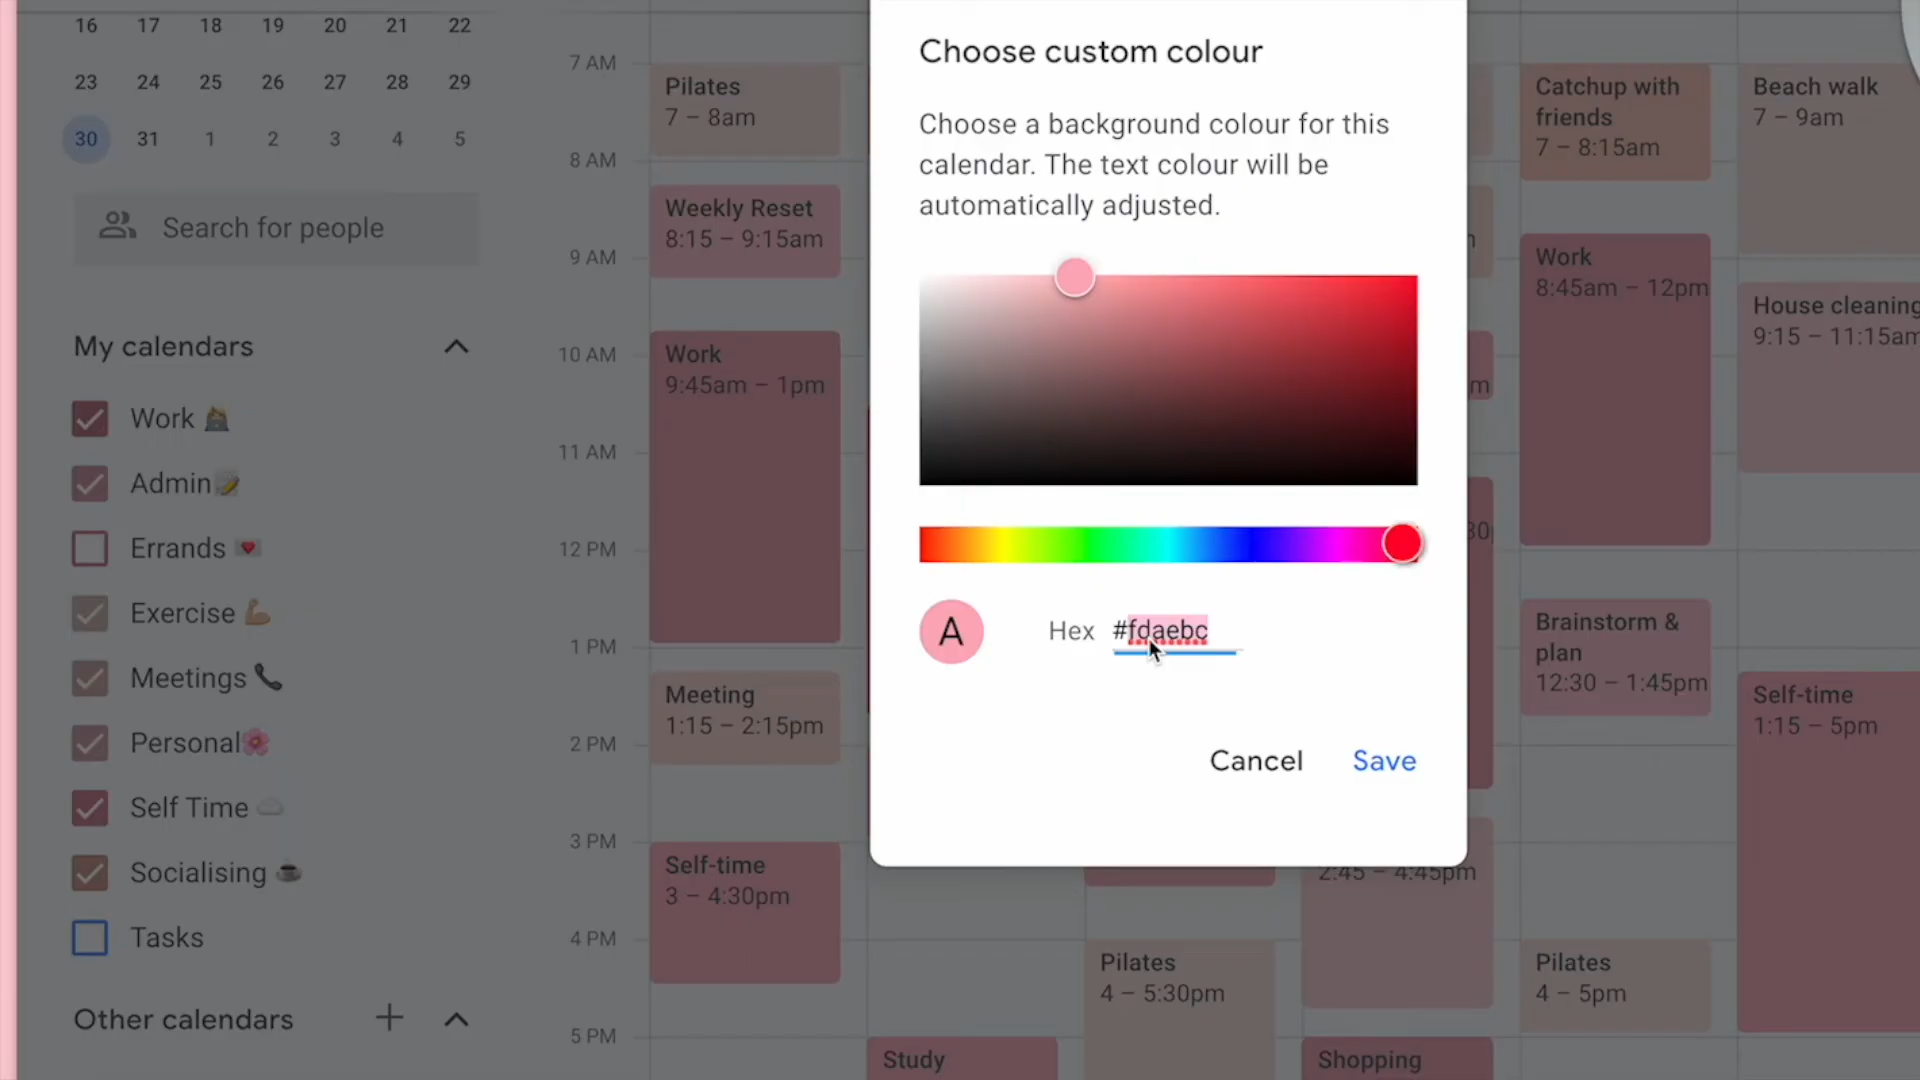 16 17 18 19 20 21 22
23 24 25 26 27 28 29
30 31 1 2 3 4 5
Search for people
My calendars
Work
Admin
Errands
Exercise
Meetings
Personal
Self Time
Socialising
Tasks
Other calendars
7 AM
8 AM
9 AM
10 AM
11 AM
12 PM
1 PM
2 PM
3 PM
4 PM
5 PM
Pilates
7 – 8am
Weekly Reset
8:15 – 9:15am
Work
9:45am – 1pm
Meeting
1:15 – 2:15pm
Self-time
3 – 4:30pm
Study
Choose custom colour
Choose a background colour for this
calendar. The text colour will be
automatically adjusted.
A
Hex #fdaebc
Cancel
Save
Pilates
4 – 5:30pm
2:45 – 4:45pm
Shopping
Catchup with
friends
7 – 8:15am
Work
8:45am – 12pm
Brainstorm &
plan
12:30 – 1:45pm
Pilates
4 – 5pm
Beach walk
7 – 9am
House cleaning
9:15 – 11:15am
Self-time
1:15 – 5pm